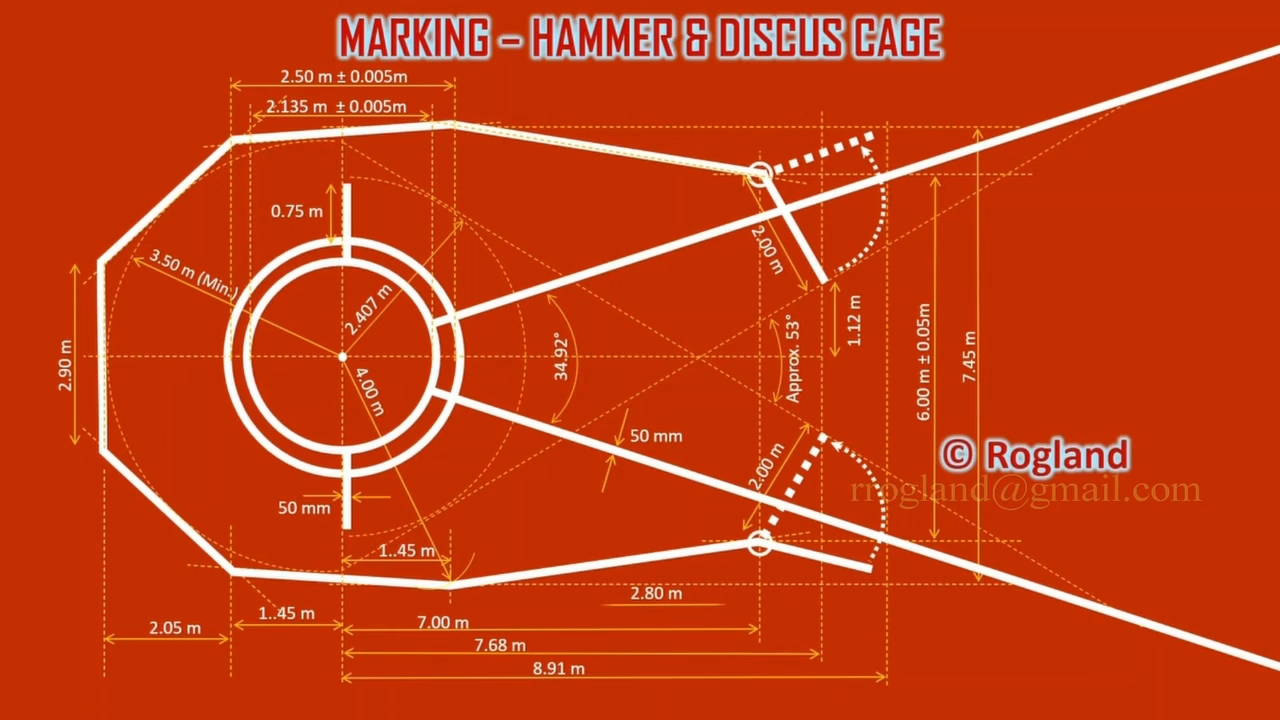 MARKING – HAMMER & DISCUS CAGE
2.50 m ± 0.005m
2.135 m ± 0.005m
0.75 m
3.50 m (Min.)
2.407 m
2.00 m
1.12 m
2.90 m
4.00 m
34.92°
Approx. 53°
6.00 m ± 0.05m
7.45 m
50 mm
2.00 m
© Rogland
rrogland@gmail.com
50 mm
1..45 m
2.80 m
1..45 m
7.00 m
2.05 m
7.68 m
8.91 m